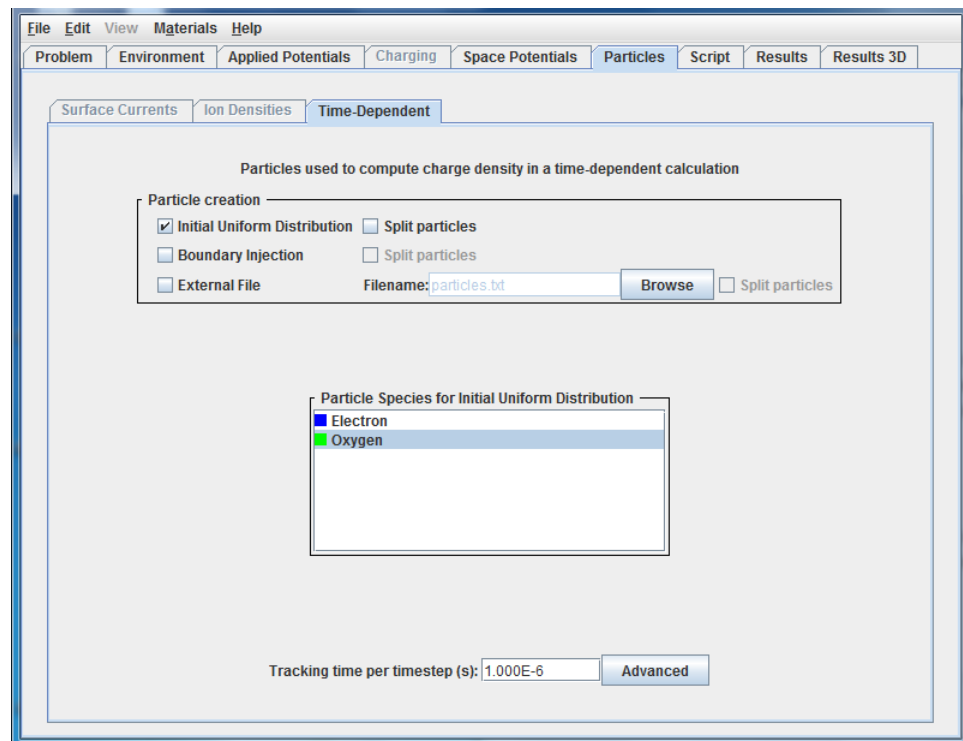 File Edit View Materials Help
Problem Environment Applied Potentials Charging Space Potentials Particles Script Results Results 3D
Surface Currents Ion Densities Time-Dependent
Particles used to compute charge density in a time-dependent calculation
Particle creation
Initial Uniform Distribution Split particles
Boundary Injection Split particles
External File Filename: particles.txt Browse Split particles
Particle Species for Initial Uniform Distribution
Electron
Oxygen
Tracking time per timestep (s): 1.000E-6 Advanced